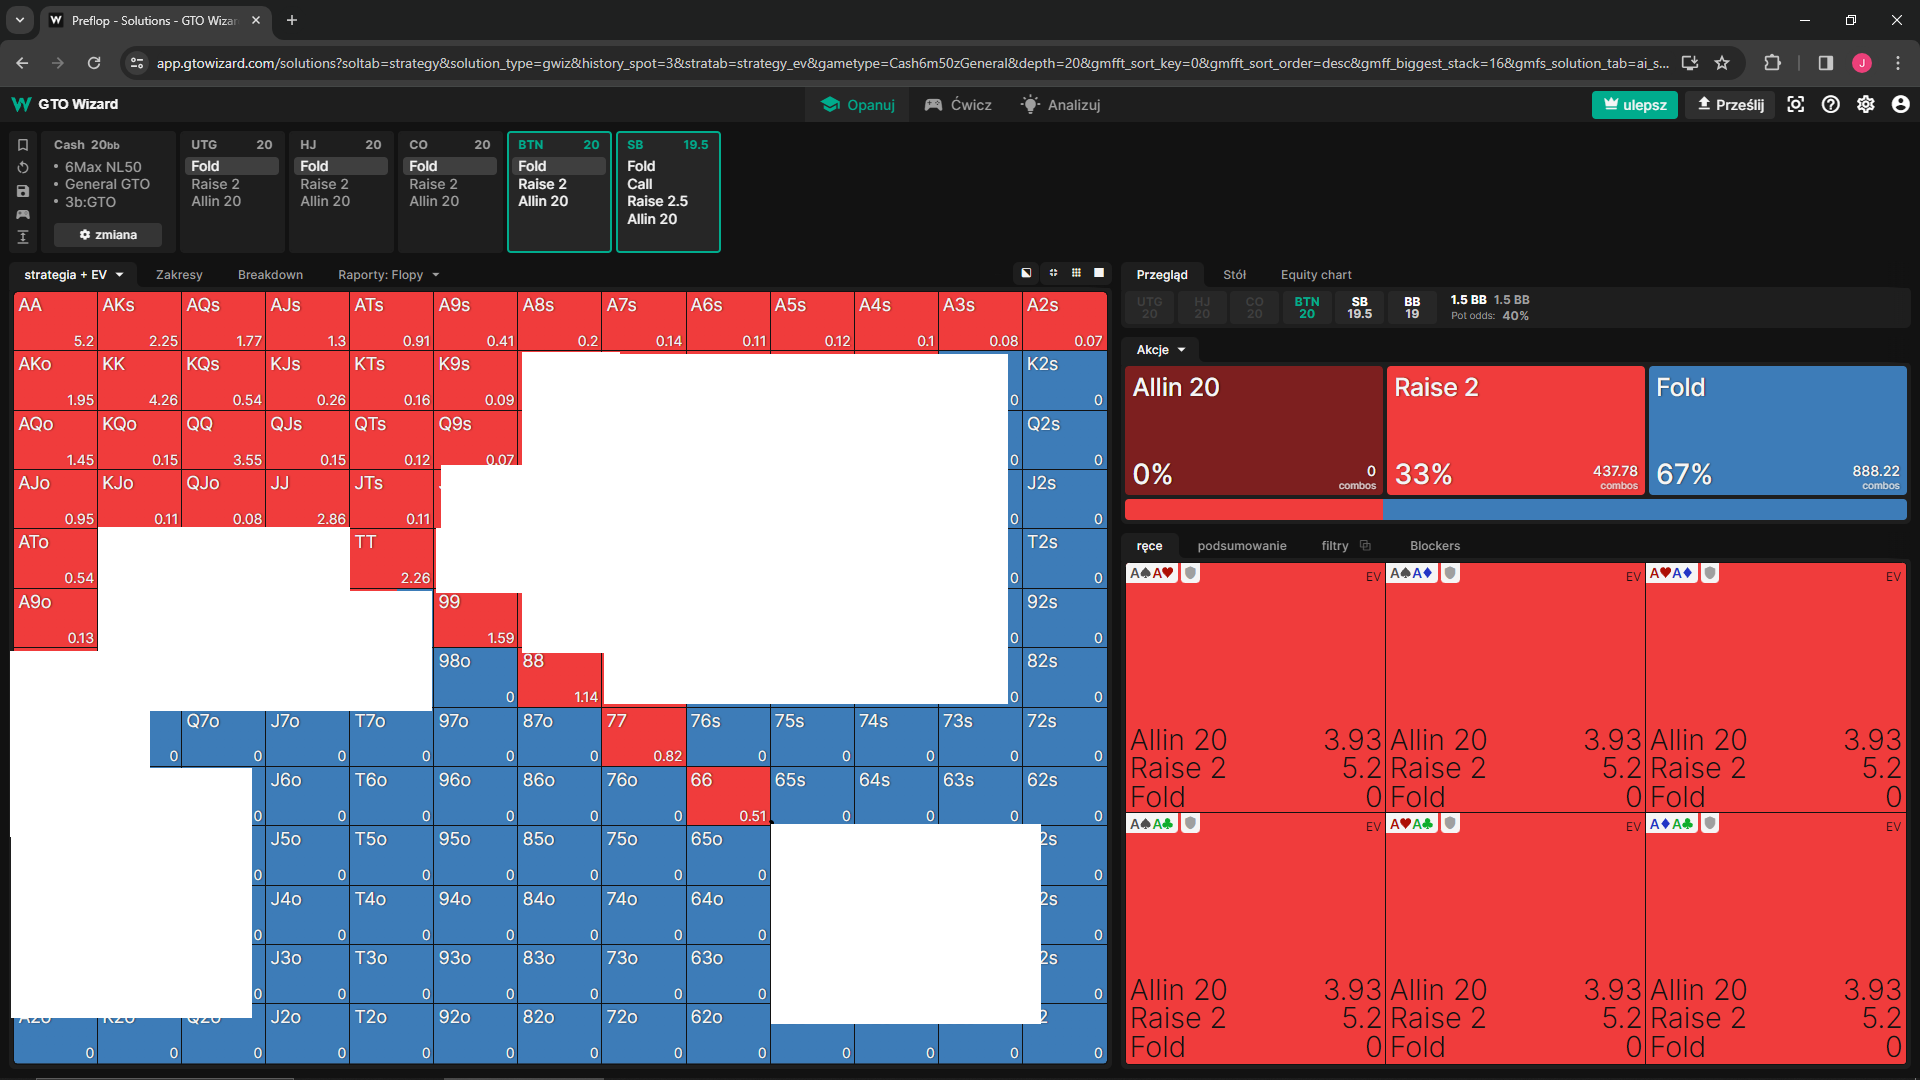 Preflop - Solutions - GTO Wizar
app.gtowizard.com/solutions?soltab=strategy&solution_type=gwiz&history_spot=3&stratab=strategy_ev&gametype=Cash6m50zGeneral&depth=20&gmfft_sort_key=0&gmfft_sort_order=desc&gmff_biggest_stack=16&gmfs_solution_tab=ai_s...
J
GTO Wizard
Opanuj
Ćwicz
Analizuj
ulepsz
Prześlij
Cash 20bb
• 6Max NL50
• General GTO
• 3b:GTO
zmiana
UTG 20
Fold
Raise 2
Allin 20
HJ 20
Fold
Raise 2
Allin 20
CO 20
Fold
Raise 2
Allin 20
BTN 20
Fold
Raise 2
Allin 20
SB 19.5
Fold
Call
Raise 2.5
Allin 20
strategia + EV
Zakresy
Breakdown
Raporty: Flopy
AA AKs AQs AJs ATs A9s A8s A7s A6s A5s A4s A3s A2s
5.2 2.25 1.77 1.3 0.91 0.41 0.2 0.14 0.11 0.12 0.1 0.08 0.07
AKo KK KQs KJs KTs K9s K2s
1.95 4.26 0.54 0.26 0.16 0.09 0 0
AQo KQo QQ QJs QTs Q9s Q2s
1.45 0.15 3.55 0.15 0.12 0.07 0 0
AJo KJo QJo JJ JTs J2s
0.95 0.11 0.08 2.86 0.11 0 0
ATo TT T2s
0.54 2.26 0 0
A9o 99 92s
0.13 1.59 0 0
98o 88 82s
0 1.14 0 0
Q7o J7o T7o 97o 87o 77 76s 75s 74s 73s 72s
0 0 0 0 0 0 0.82 0 0 0 0 0
J6o T6o 96o 86o 76o 66 65s 64s 63s 62s
0 0 0 0 0 0 0.51 0 0 0 0
J5o T5o 95o 85o 75o 65o 2s
0 0 0 0 0 0 0 0
J4o T4o 94o 84o 74o 64o 2s
0 0 0 0 0 0 0 0
J3o T3o 93o 83o 73o 63o 2s
0 0 0 0 0 0 0 0
A2o K2o Q2o J2o T2o 92o 82o 72o 62o 2
0 0 0 0 0 0 0 0 0 0 0 0 0
Przegląd
Stół
Equity chart
UTG HJ CO BTN SB BB
20 20 20 20 19.5 19
1.5 BB 1.5 BB
Pot odds: 40%
Akcje
Allin 20
0%
0
combos
Raise 2
33%
437.78
combos
Fold
67%
888.22
combos
ręce
podsumowanie
filtry
Blockers
A♠A♥ EV A♠A♦ EV A♥A♦ EV
Allin 20 3.93 Allin 20 3.93 Allin 20 3.93
Raise 2 5.2 Raise 2 5.2 Raise 2 5.2
Fold 0 Fold 0 Fold 0
A♠A♣ EV A♥A♣ EV A♦A♣ EV
Allin 20 3.93 Allin 20 3.93 Allin 20 3.93
Raise 2 5.2 Raise 2 5.2 Raise 2 5.2
Fold 0 Fold 0 Fold 0